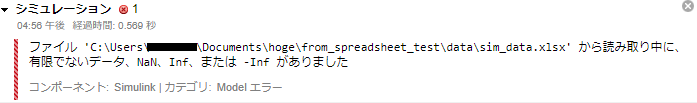 シミュレーション 1
04:56 午後 経過時間: 0.569 秒
ファイル 'C:\Users\\Documents\hoge\from_spreadsheet_test\data\sim_data.xlsx' から読み取り中に、
有限でないデータ、NaN、Inf、または -Inf がありました
コンポーネント: Simulink | カテゴリ: Model エラー